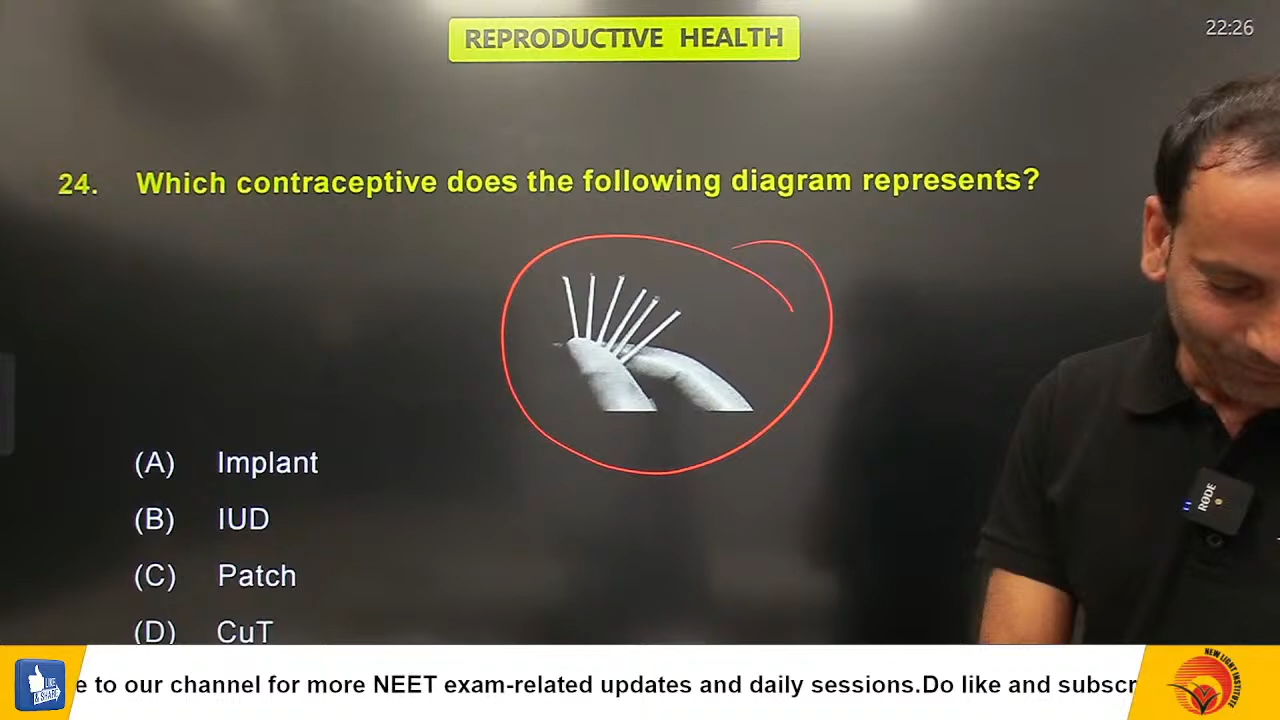 REPRODUCTIVE HEALTH
22:26
24. Which contraceptive does the following diagram represents?
(A) Implant
(B) IUD
(C) Patch
(D) CuT
RØDE
LIKE & SHARE
e to our channel for more NEET exam-related updates and daily sessions.Do like and subscr
NEW LIGHT INSTITUTE